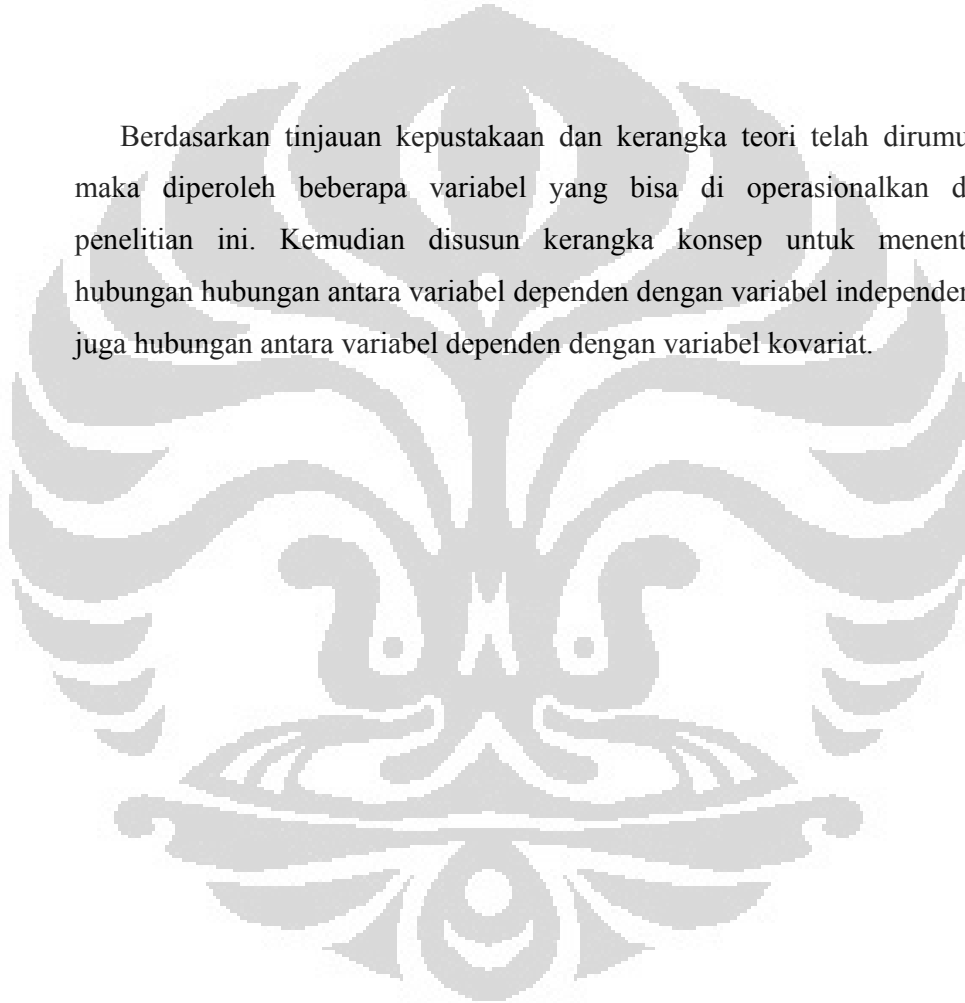 Berdasarkan tinjauan kepustakaan dan kerangka teori telah dirumu
maka diperoleh beberapa variabel yang bisa di operasionalkan d
penelitian ini. Kemudian disusun kerangka konsep untuk menent
hubungan hubungan antara variabel dependen dengan variabel independen
juga hubungan antara variabel dependen dengan variabel kovariat.